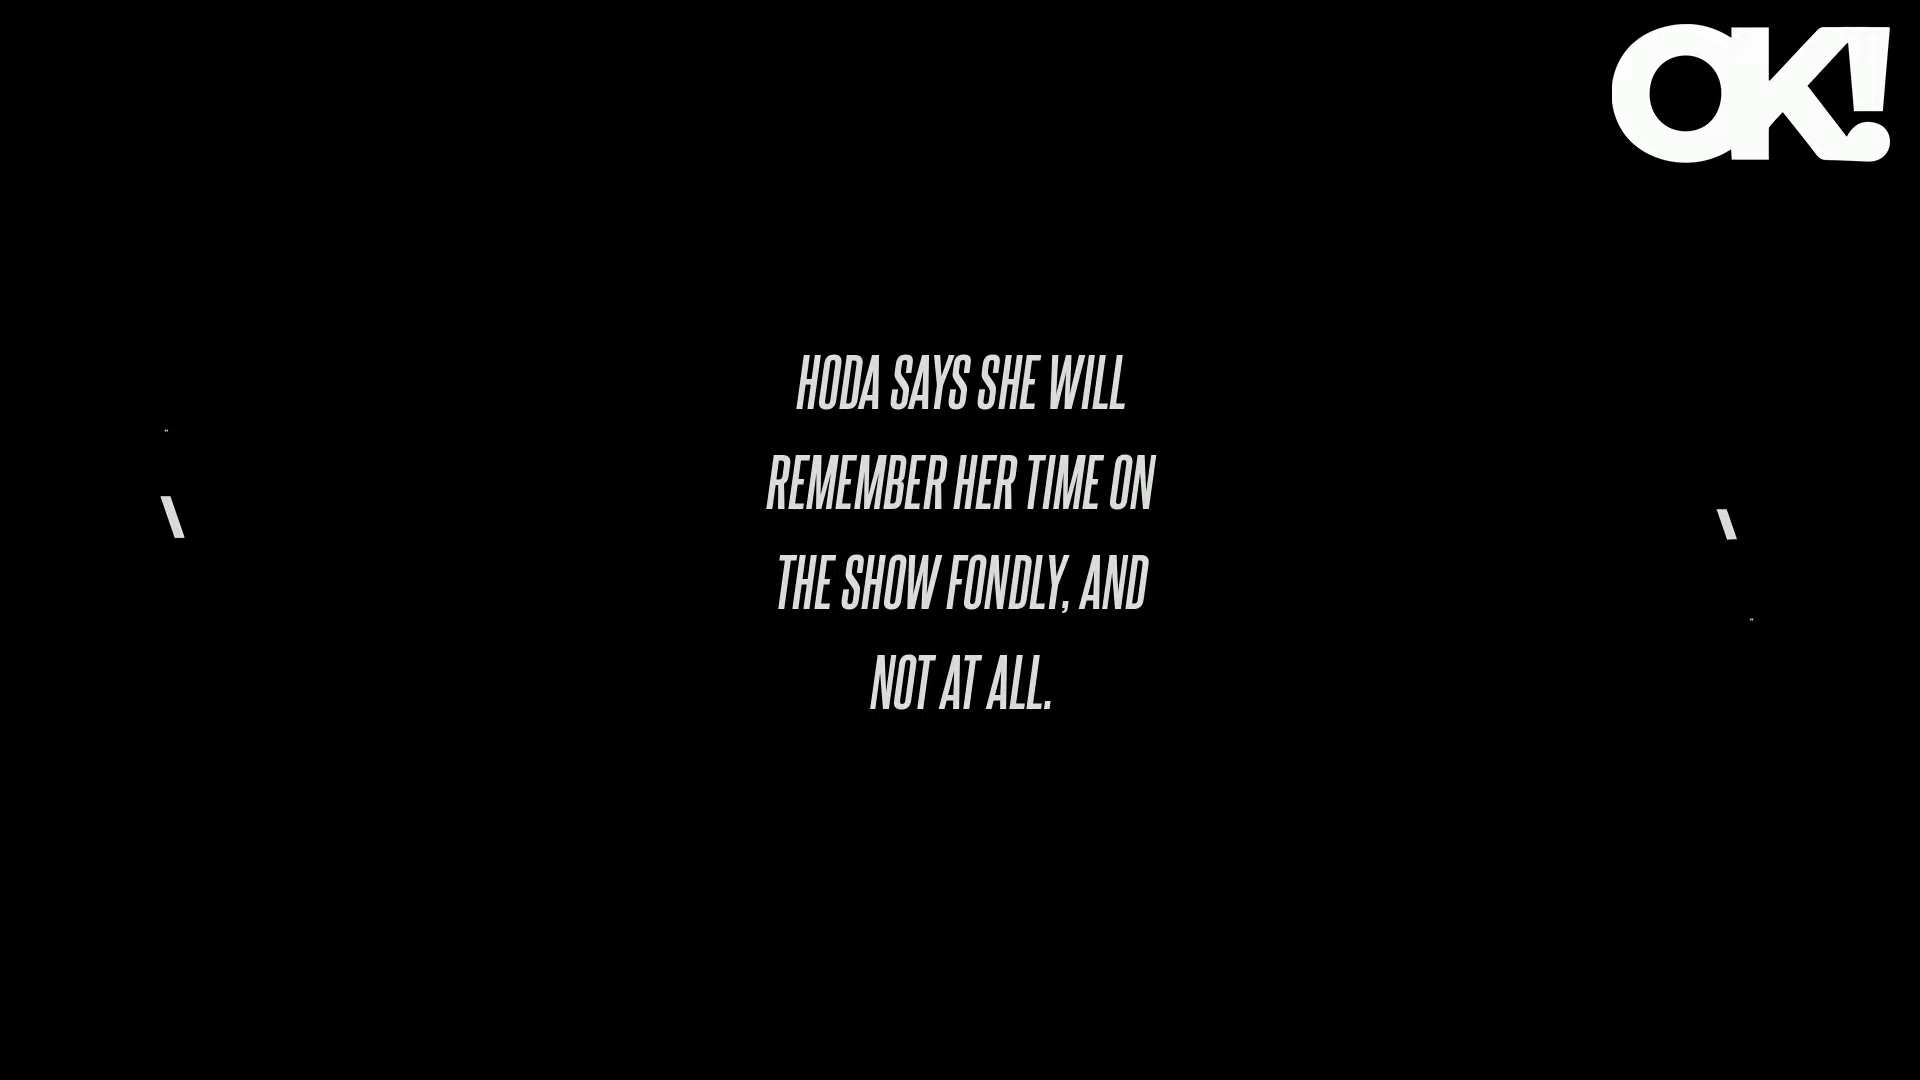 OK!
HODA SAYS SHE WILL
REMEMBER HER TIME ON
THE SHOW FONDLY, AND
NOT AT ALL.